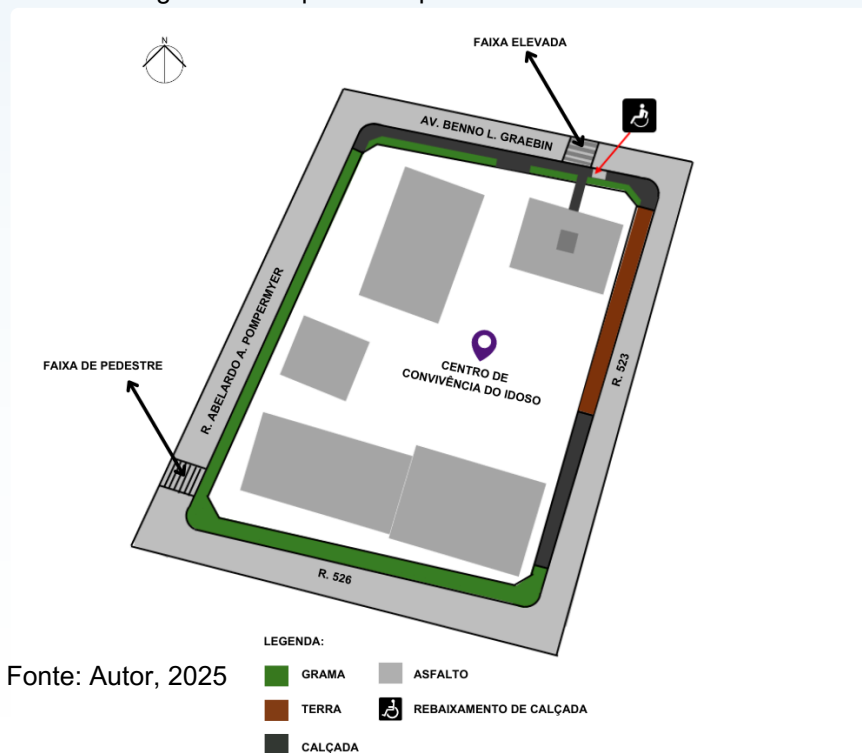 N
FAIXA ELEVADA
AV. BENNO L. GRAEBIN
R. ABELARDO A. POMPERMYER
FAIXA DE PEDESTRE
CENTRO DE
CONVIVÊNCIA DO IDOSO
R. 523
R. 526
LEGENDA:
GRAMA
ASFALTO
TERRA
REBAIXAMENTO DE CALÇADA
CALÇADA
Fonte: Autor, 2025